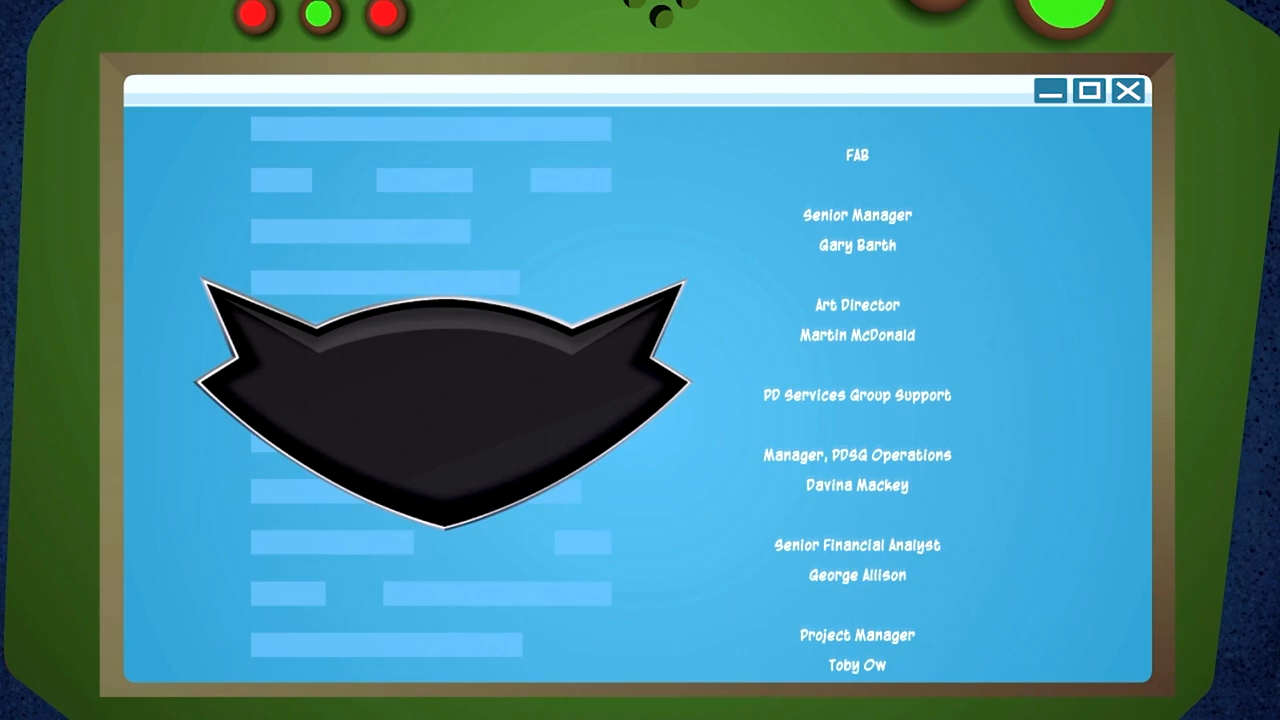 FAB
Senior Manager
Gary Barth
Art Director
Martin McDonald
PD Services Group Support
Manager, PDSG Operations
Davina Mackey
Senior Financial Analyst
George Allison
Project Manager
Toby Ow